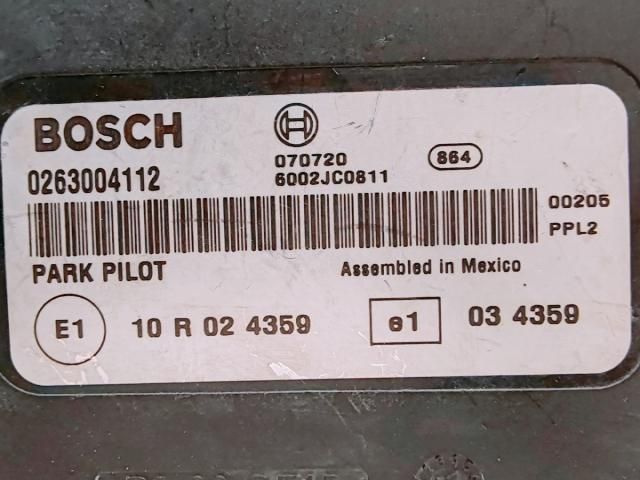 BOSCH
070720
864
0263004112
6002JC0811
00205
PPL2
PARK PILOT
Assembled in Mexico
E1
10 R 02 4359
e1
03 4359